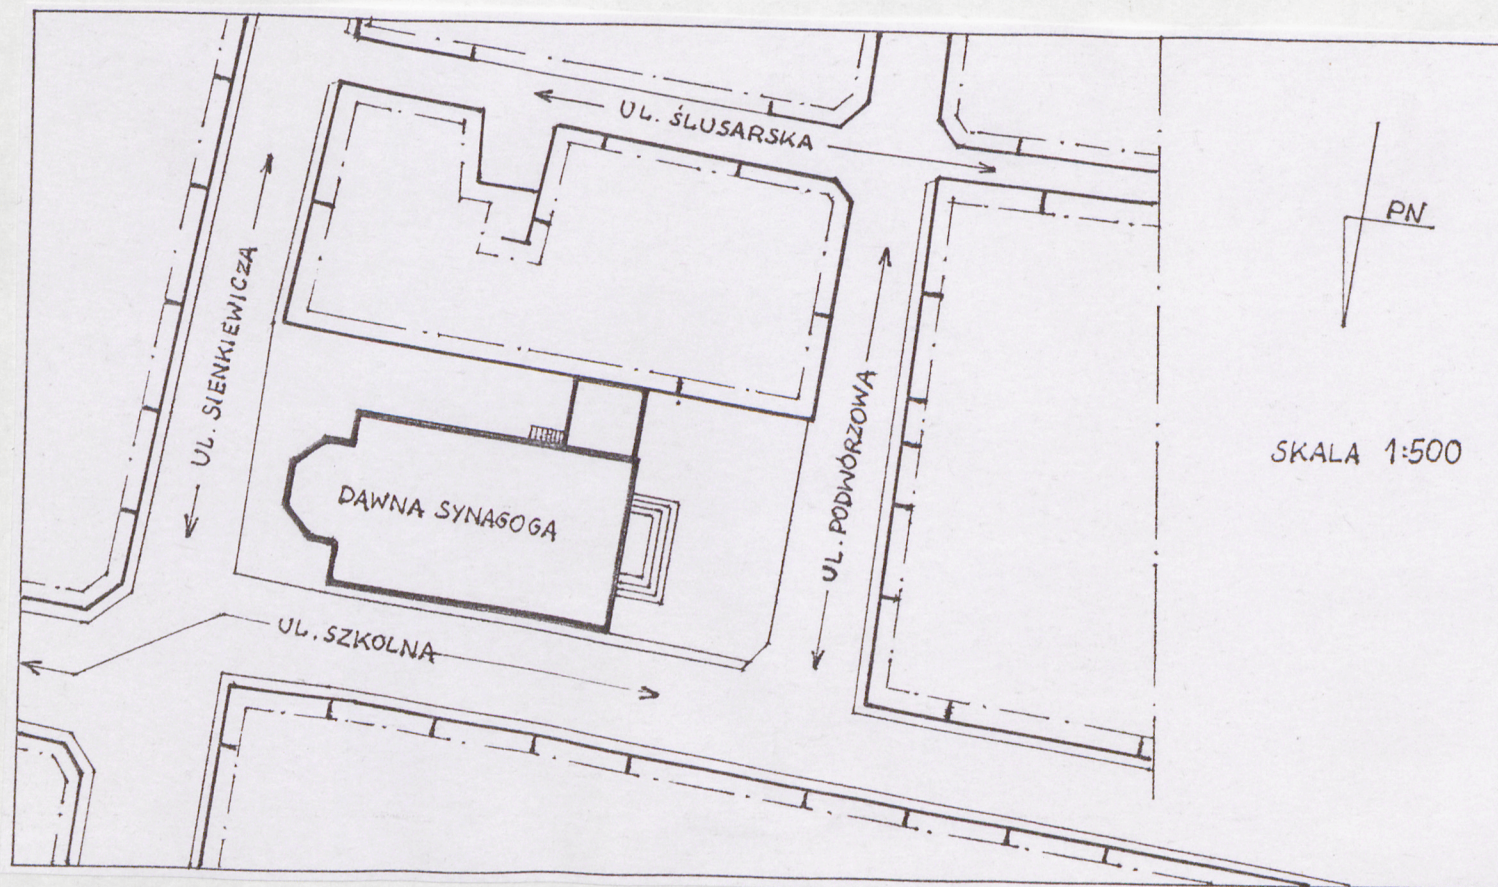 UL. ŚLUSARSKA
UL. SIENKIEWICZA
PN
UL. PODWÓRZOWA
SKALA 1:500
DAWNA SYNAGOGA
UL. SZKOLNA